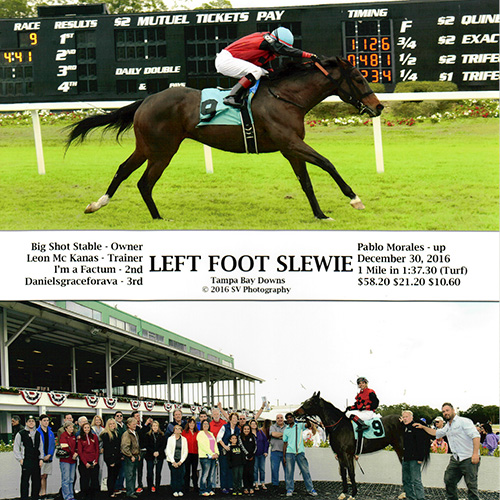 RACE RESULTS $2 MUTUEL TICKETS PAY TIMING F $2 QUIN
9 1ST 3/4 $2 EXAC
4:41 2ND 1:12 6 1/2 $2 TRIFE
3RD DAILY DOUBLE PLACE :48 1 1/4 $1 TRIFE
4TH :23 4
9
Big Shot Stable - Owner
Leon Mc Kanas - Trainer
I'm a Factum - 2nd
Danielsgraceforava - 3rd
LEFT FOOT SLEWIE
Tampa Bay Downs
© 2016 SV Photography
Pablo Morales - up
December 30, 2016
1 Mile in 1:37.30 (Turf)
$58.20 $21.20 $10.60
9